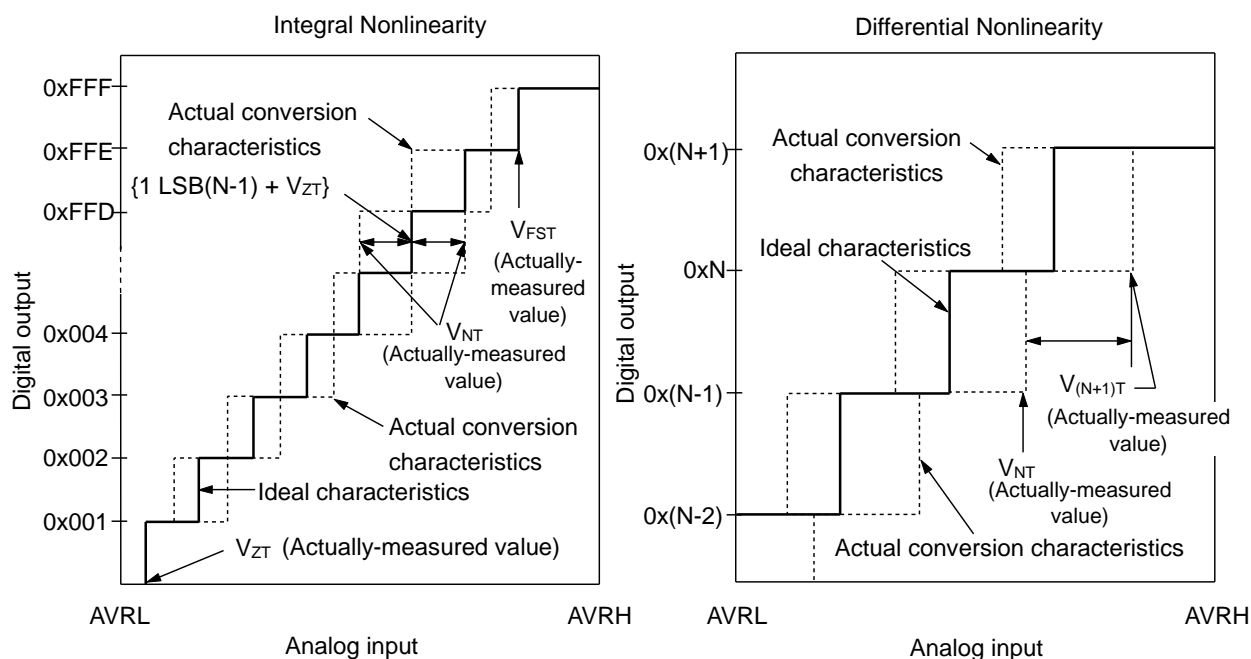 Integral Nonlinearity
0xFFF
0xFFE
0xFFD
0x004
0x003
0x002
0x001
Digital output
Actual conversion
characteristics
{1 LSB(N-1) + VZT}
VFST
(Actually-
measured
value)
VNT
(Actually-measured
value)
Actual conversion
characteristics
Ideal characteristics
VZT (Actually-measured value)
AVRL
AVRH
Analog input
Differential Nonlinearity
0x(N+1)
0xN
0x(N-1)
0x(N-2)
Digital output
Actual conversion
characteristics
Ideal characteristics
V(N+1)T
(Actually-measured
value)
VNT
(Actually-measured
value)
Actual conversion characteristics
AVRL
AVRH
Analog input